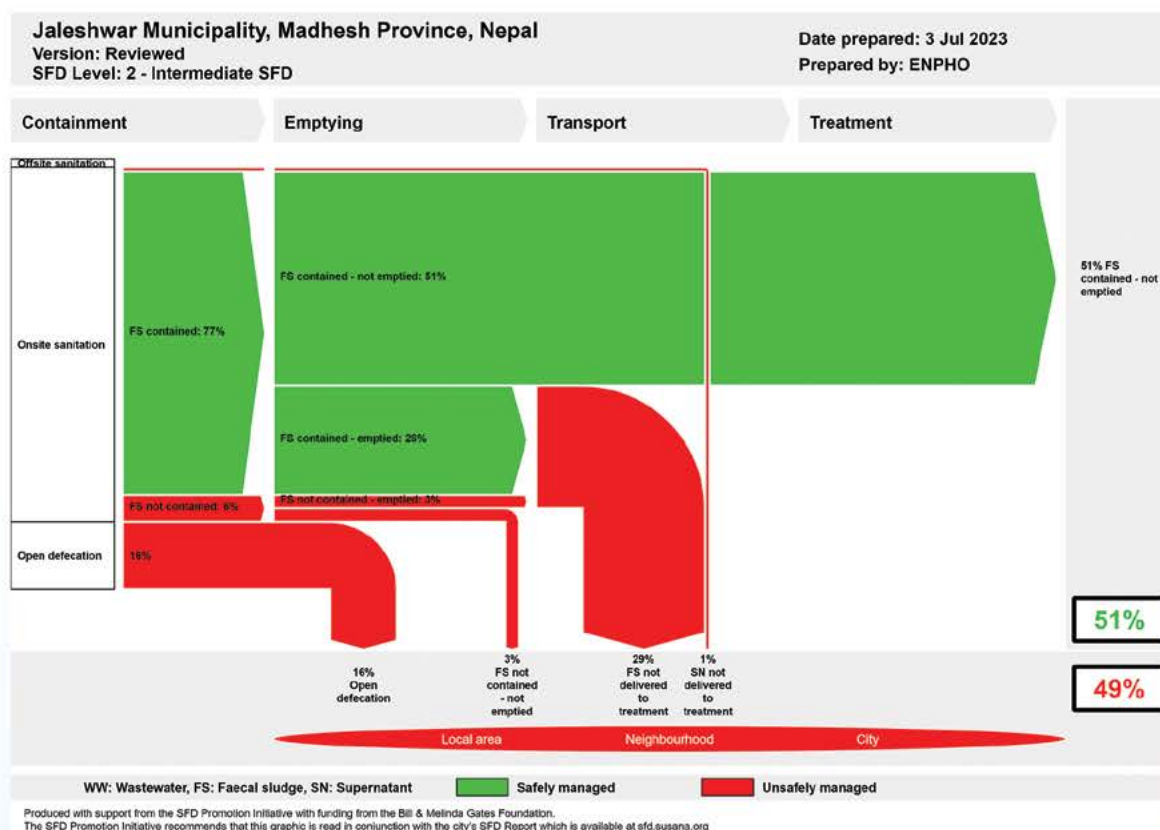 Jaleshwar Municipality, Madhesh Province, Nepal
Version: Reviewed
SFD Level: 2 - Intermediate SFD
Date prepared: 3 Jul 2023
Prepared by: ENPHO
Containment
Emptying
Transport
Treatment
Offsite sanitation
Onsite sanitation
Open defecation
FS contained: 77%
FS not contained: 6%
16%
FS contained - not emptied: 51%
FS contained - emptied: 26%
FS not contained - emptied: 3%
51% FS
contained - not
emptied
51%
49%
16%
Open
defecation
3%
FS not
contained
- not
emptied
29%
FS not
delivered
to
treatment
1%
SN not
delivered
to
treatment
Local area
Neighbourhood
City
WW: Wastewater, FS: Faecal sludge, SN: Supernatant
Safely managed
Unsafely managed
Produced with support from the SFD Promotion Initiative with funding from the Bill & Melinda Gates Foundation.
The SFD Promotion Initiative recommends that this graphic is read in conjunction with the city's SFD Report which is available at sfd.susana.org